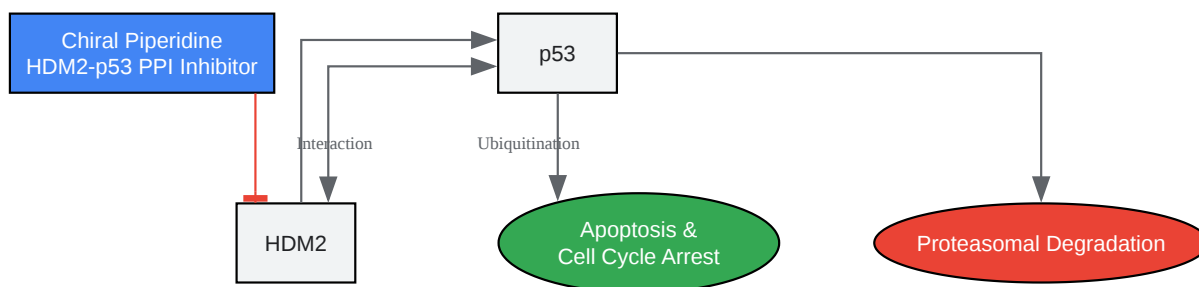 Chiral Piperidine
HDM2-p53 PPI Inhibitor
p53
Interaction
Ubiquitination
HDM2
Apoptosis &
Cell Cycle Arrest
Proteasomal Degradation